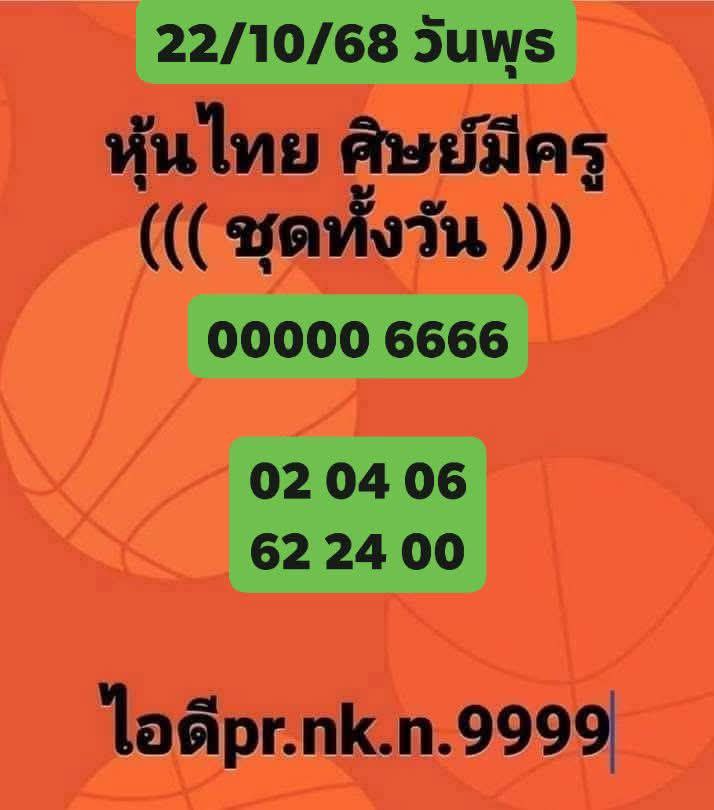 22/10/68 วันพุธ
หุ้นไทย ศิษย์มีครู
((( ชุดทั้งวัน )))
00000 6666
02 04 06
62 24 00
ไอดีpr.nk.n.9999